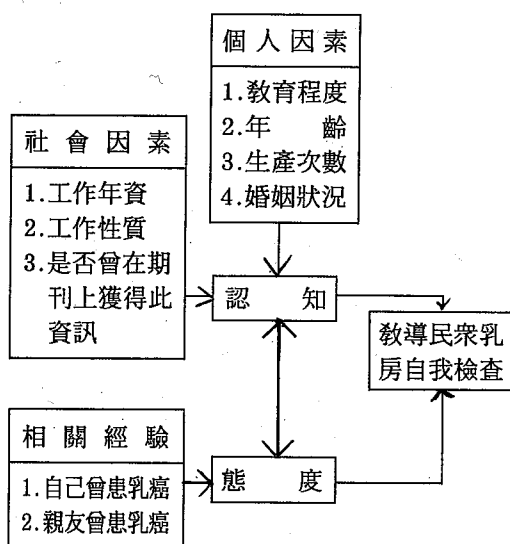 個人因素
1.教育程度
2.年齡
3.生產次數
4.婚姻狀況
社會因素
1.工作年資
2.工作性質
3.是否曾在期
刊上獲得此
資訊
認知
教導民衆乳
房自我檢查
相關經驗
1.自己曾患乳癌
2.親友曾患乳癌
態度